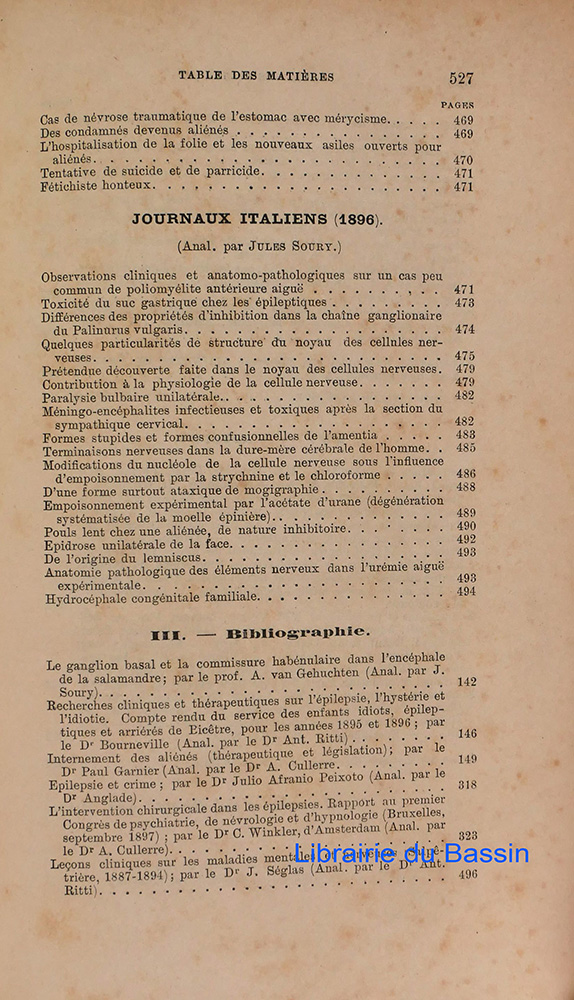 TABLE DES MATIÈRES 527
PAGES
Cas de névrose traumatique de l'estomac avec mérycisme. . . . . 469
Des condamnés devenus aliénés . . . . . . . . . . . . . . . 469
L'hospitalisation de la folie et les nouveaux asiles ouverts pour
aliénés. . . . . . . . . . . . . . . . . . . . . . . . . 470
Tentative de suicide et de parricide. . . . . . . . . . . . . 471
Fétichiste honteux. . . . . . . . . . . . . . . . . . . . . 471
JOURNAUX ITALIENS (1896).
(Anal. par JULES SOURY.)
Observations cliniques et anatomo-pathologiques sur un cas peu
commun de poliomyélite antérieure aiguë . . . . . . . . . . 471
Toxicité du suc gastrique chez les épileptiques . . . . . . . . . 473
Différences des propriétés d'inhibition dans la chaîne ganglionaire
du Palinurus vulgaris. . . . . . . . . . . . . . . . . . . 474
Quelques particularités de structure du noyau des cellules ner-
veuses. . . . . . . . . . . . . . . . . . . . . . . . . 475
Prétendue découverte faite dans le noyau des cellules nerveuses. 479
Contribution à la physiologie de la cellule nerveuse. . . . . . . 479
Paralysie bulbaire unilatérale. . . . . . . . . . . . . . . . 482
Méningo-encéphalites infectieuses et toxiques après la section du
sympathique cervical. . . . . . . . . . . . . . . . . . . 482
Formes stupides et formes confusionnelles de l'amentia . . . . . 483
Terminaisons nerveuses dans la dure-mère cérébrale de l'homme. . 485
Modifications du nucléole de la cellule nerveuse sous l'influence
d'empoisonnement par la strychnine et le chloroforme . . . . . 486
D'une forme surtout ataxique de mogigraphie . . . . . . . . . 488
Empoisonnement expérimental par l'acétate d'urane (dégénération
systématisée de la moelle épinière). . . . . . . . . . . . . 489
Pouls lent chez une aliénée, de nature inhibitoire. . . . . . . . 490
Epidrose unilatérale de la face. . . . . . . . . . . . . . . . 492
De l'origine du lemniscus. . . . . . . . . . . . . . . . . . 493
Anatomie pathologique des éléments nerveux dans l'urémie aiguë
expérimentale. . . . . . . . . . . . . . . . . . . . . . 493
Hydrocéphale congénitale familiale. . . . . . . . . . . . . . 494
III. — Bibliographie.
Le ganglion basal et la commissure habénulaire dans l'encéphale
de la salamandre; par le prof. A. van Gehuchten (Anal. par J.
Soury). . . . . . . . . . . . . . . . . . . . . . . . . 142
Recherches cliniques et thérapeutiques sur l'épilepsie, l'hystérie et
l'idiotie. Compte rendu du service des enfants idiots, épilep-
tiques et arriérés de Bicêtre, pour les années 1895 et 1896; par
le Dr Bourneville (Anal. par le Dr Ant. Ritti) . . . . . . . . 146
Internement des aliénés (thérapeutique et législation); par le
Dr Paul Garnier (Anal. par le Dr A. Cullerre. . . . . . . . . 149
Epilepsie et crime; par le Dr Julio Afranio Peixoto (Anal. par le
Dr Anglade). . . . . . . . . . . . . . . . . . . . . . . 318
L'intervention chirurgicale dans les épilepsies. Rapport au premier
Congrès de psychiatrie, de névrologie et d'hypnologie (Bruxelles,
septembre 1897); par le Dr C. Winkler, d'Amsterdam (Anal. par
le Dr A. Cullerre). . . . . . . . . . . . . . . . . . . . 323
Librairie du Bassin
Leçons cliniques sur les maladies
trière, 1887-1894); par le Dr J. Séglas (Anal. par le Dr Ant.
Ritti). . . . . . . . . . . . . . . . . . . . . . . . . . 496